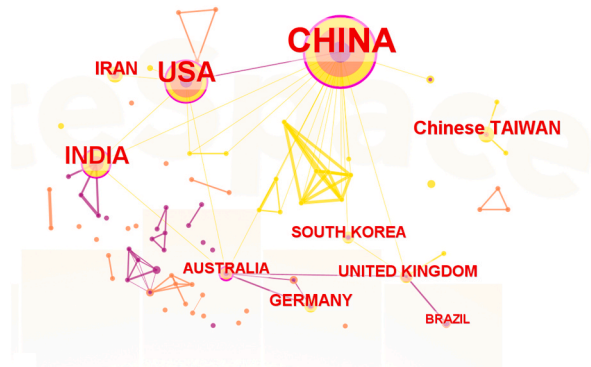 CHINA
IRAN
USA
Chinese TAIWAN
INDIA
SOUTH KOREA
AUSTRALIA
UNITED KINGDOM
GERMANY
BRAZIL